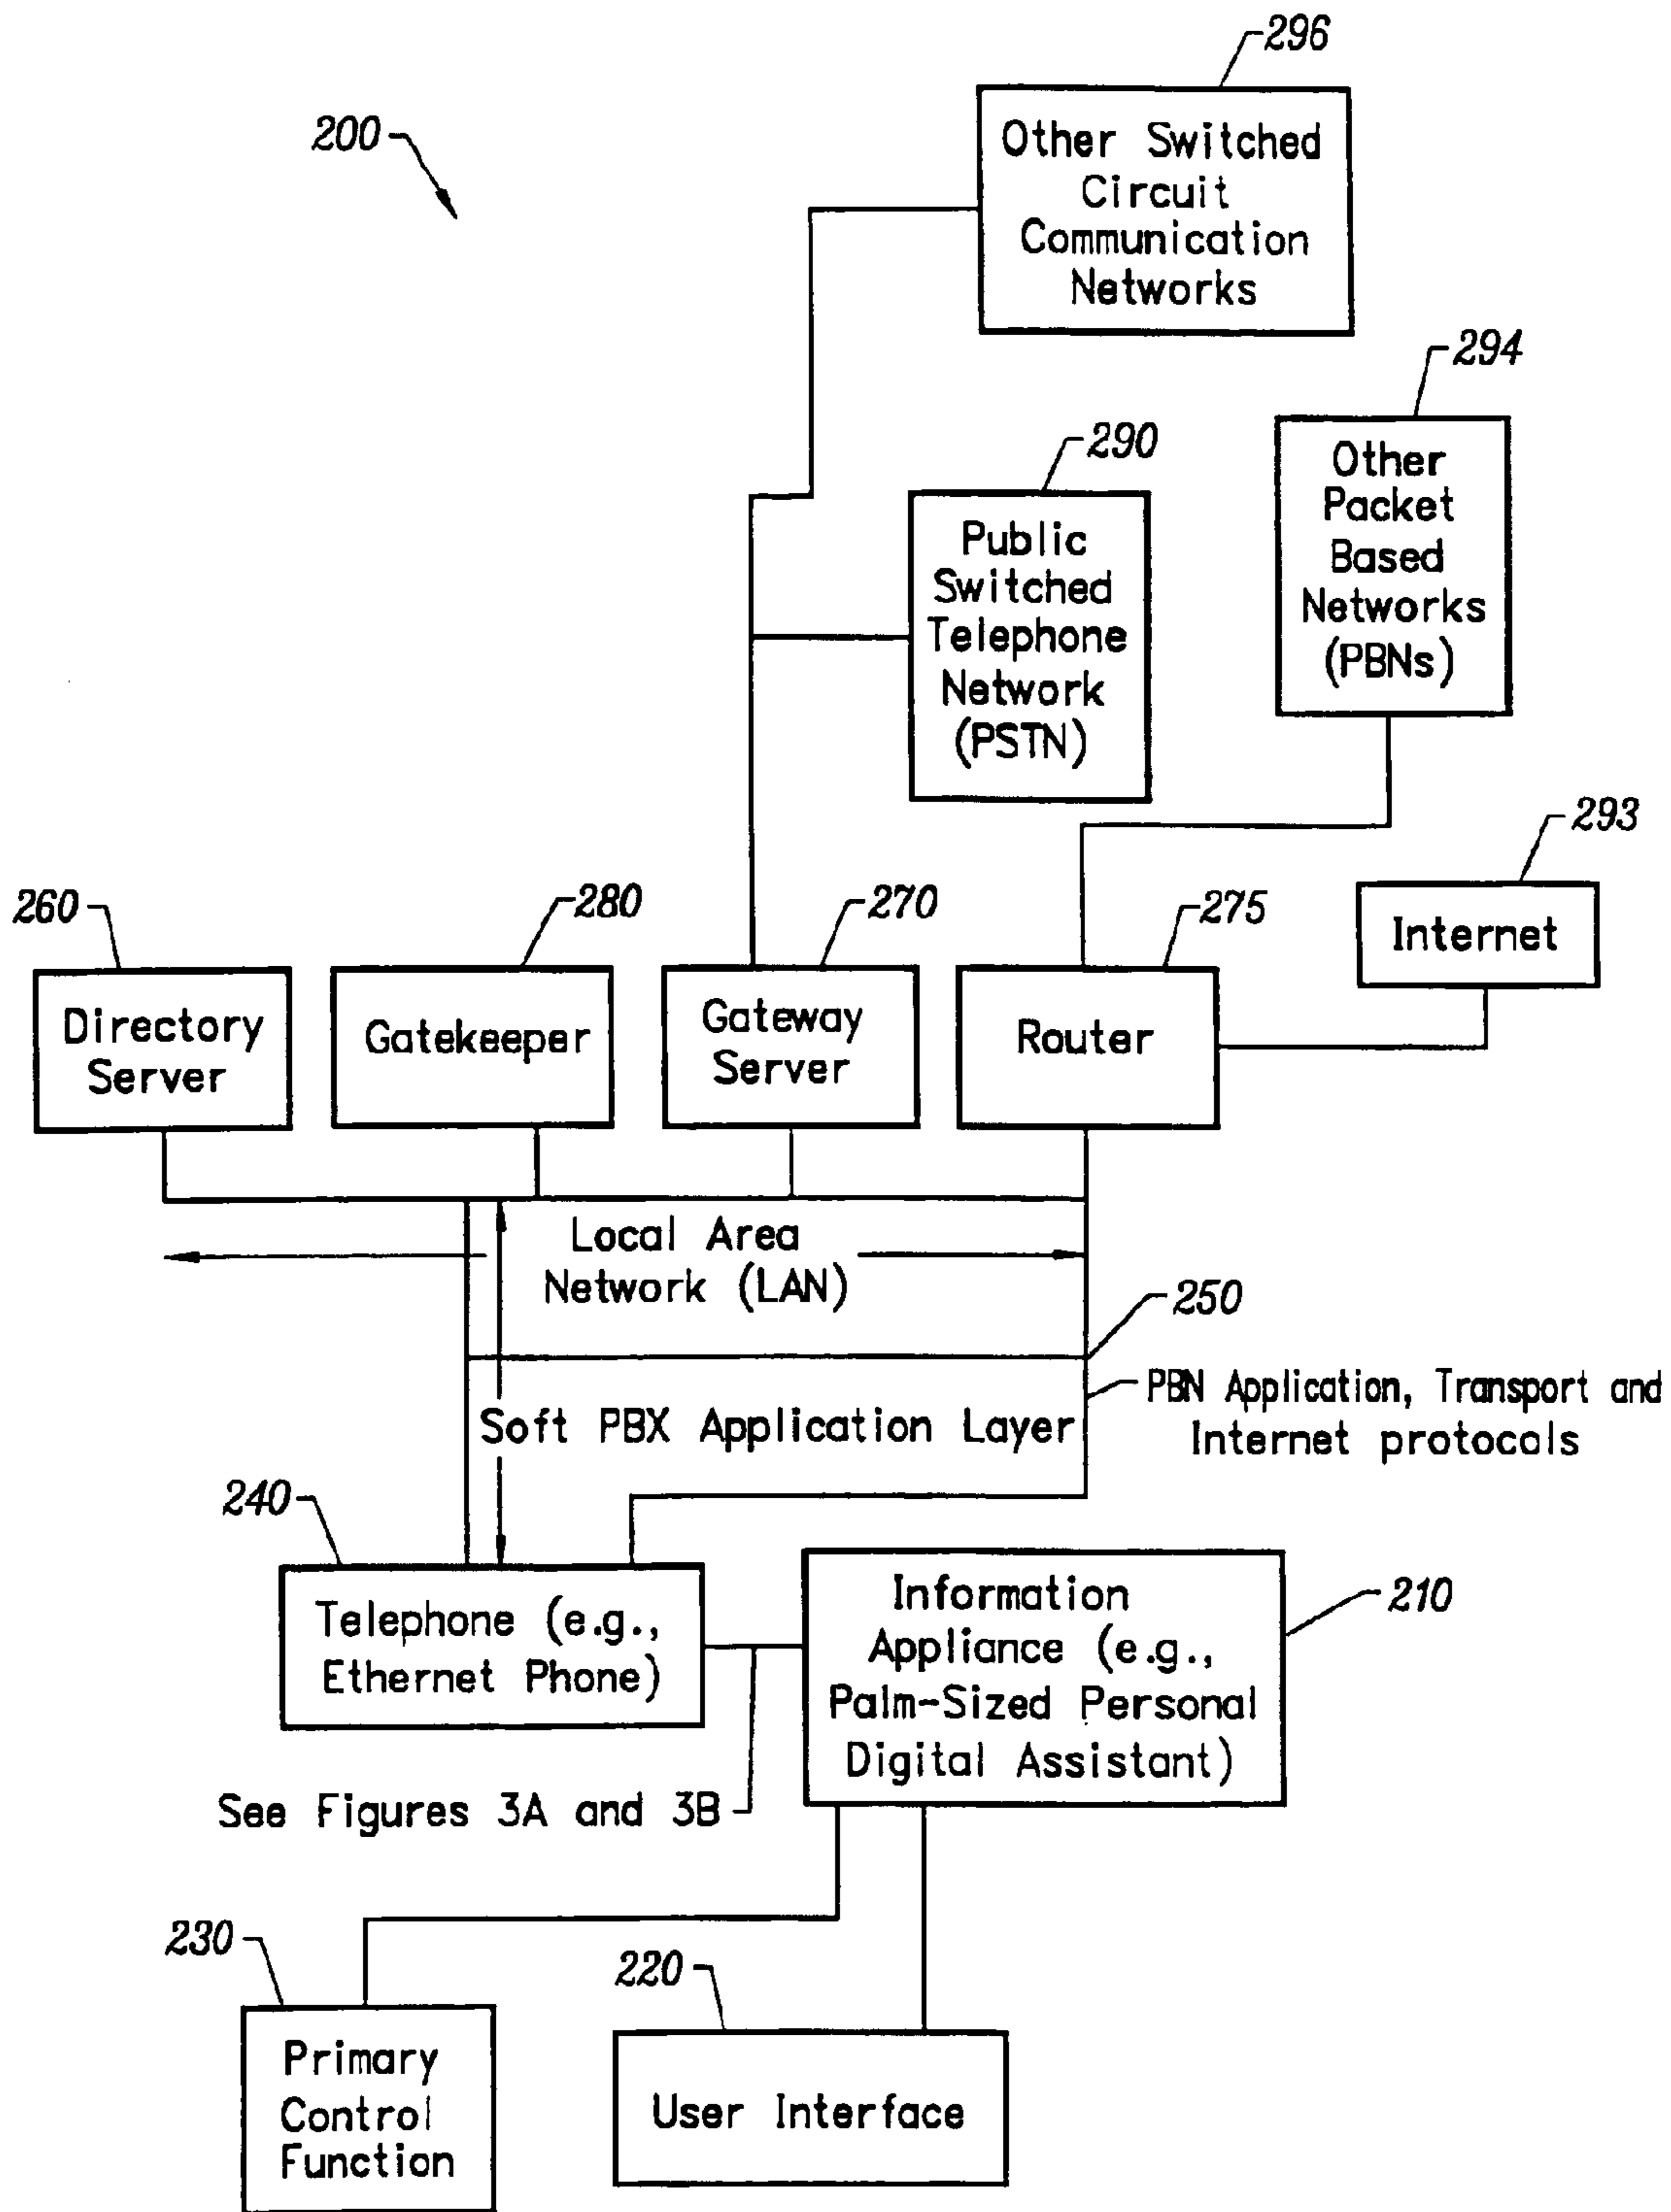 296
200
Other Switched
Circuit
Communication
Networks
294
290
Other
Packet
Based
Networks
(PBNs)
Public
Switched
Telephone
Network
(PSTN)
293
Internet
260
280
270
275
Directory
Server
Gatekeeper
Gateway
Server
Router
Local Area
Network (LAN)
250
PBN Application, Transport and
Internet protocals
Soft PBX Application Layer
240
Telephone (e.g.,
Ethernet Phone)
Information
Appliance (e.g.,
Palm-Sized Personal
Digital Assistant)
210
See Figures 3A and 3B
230
220
Primary
Control
Function
User Interface